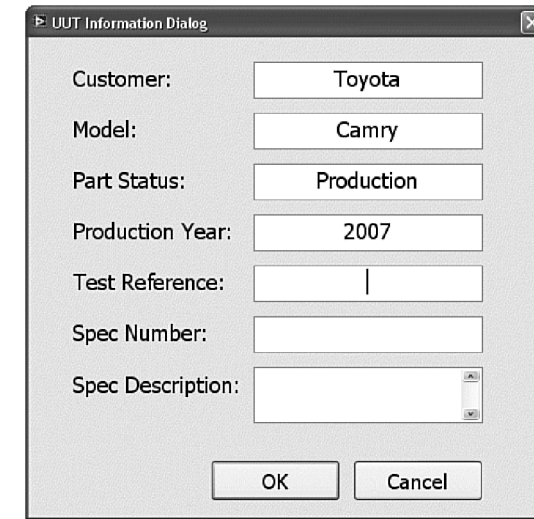 UUT Information Dialog
Customer: Toyota
Model: Camry
Part Status: Production
Production Year: 2007
Test Reference:
Spec Number:
Spec Description:
OK Cancel